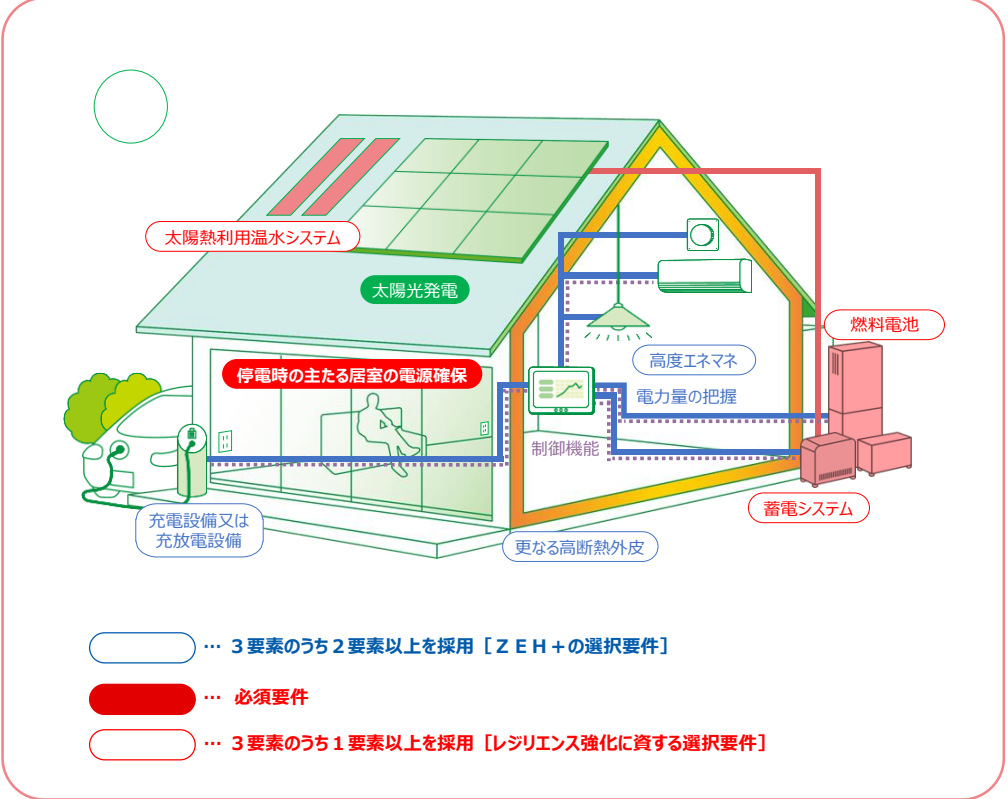 太陽熱利用温水システム
太陽光発電
停電時の主たる居室の電源確保
燃料電池
高度エネマネ
電力量の把握
制御機能
蓄電システム
充電設備又は
充放電設備
更なる高断熱外皮
… ３要素のうち２要素以上を採用［ＺＥＨ＋の選択要件］
… 必須要件
… ３要素のうち１要素以上を採用［レジリエンス強化に資する選択要件］